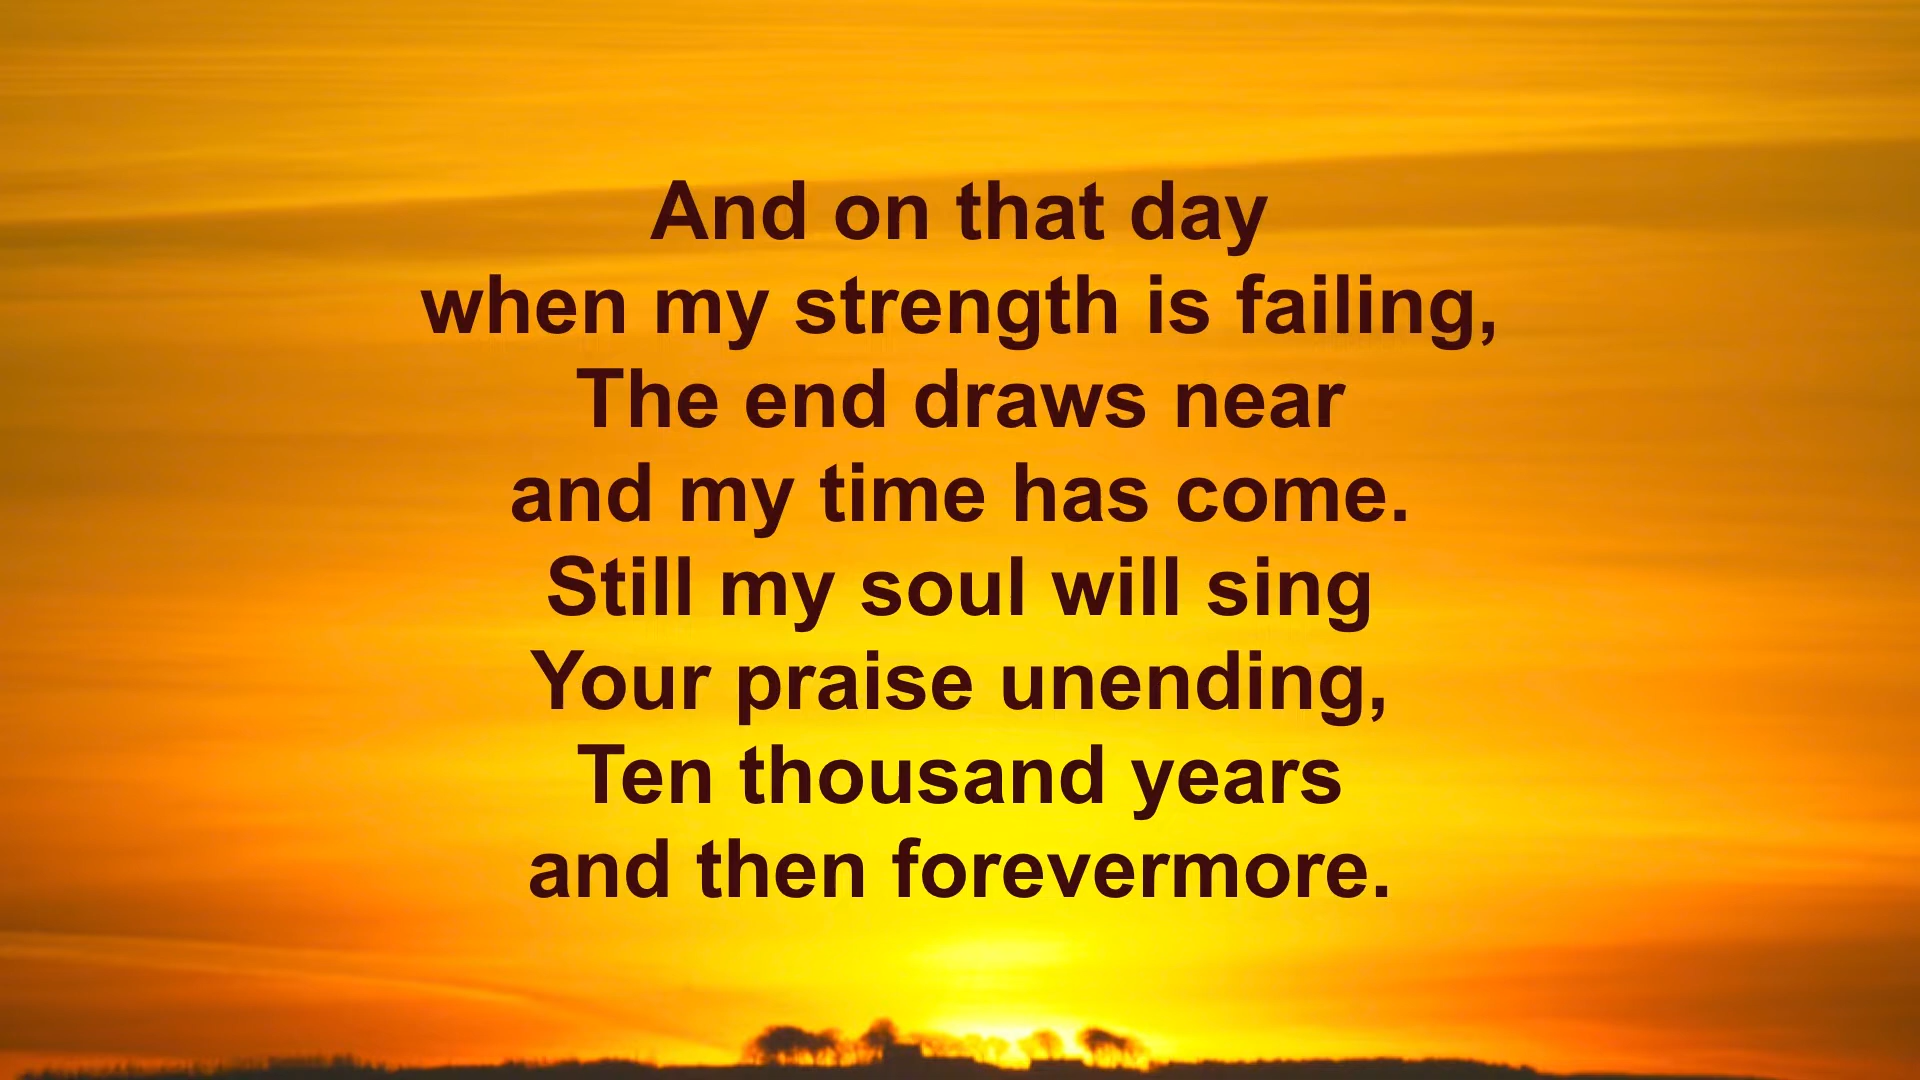 And on that day
when my strength is failing,
The end draws near
and my time has come.
Still my soul will sing
Your praise unending,
Ten thousand years
and then forevermore.